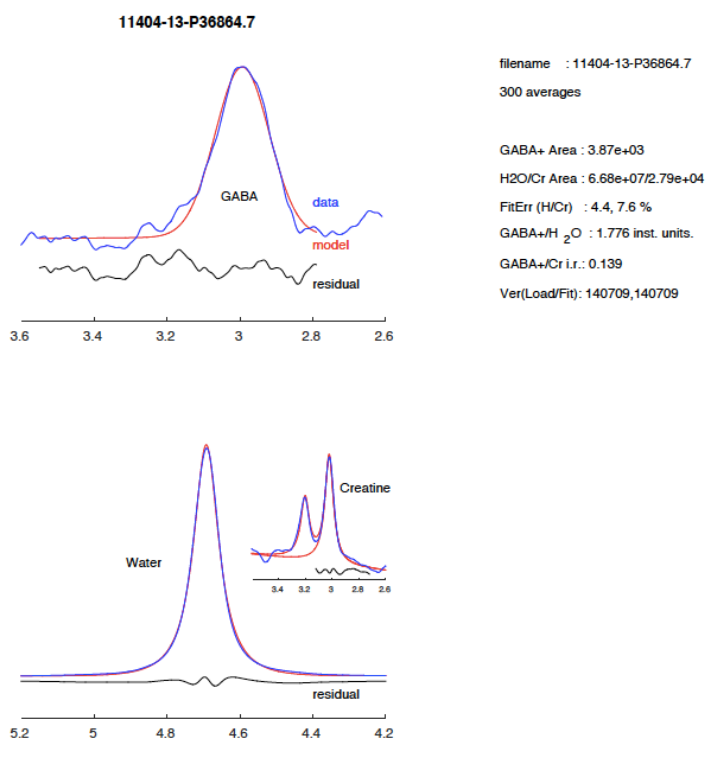 11404-13-P36864.7
filename : 11404-13-P36864.7
300 averages
GABA+ Area : 3.87e+03
H2O/Cr Area : 6.68e+07/2.79e+04
FitErr (H/Cr) : 4.4, 7.6 %
GABA+/H 2O : 1.776 inst. units.
GABA+/Cr i.r.: 0.139
Ver(Load/Fit): 140709,140709
GABA
data
model
residual
3.6 3.4 3.2 3 2.8 2.6
Creatine
Water
3.4 3.2 3 2.8 2.6
residual
5.2 5 4.8 4.6 4.4 4.2